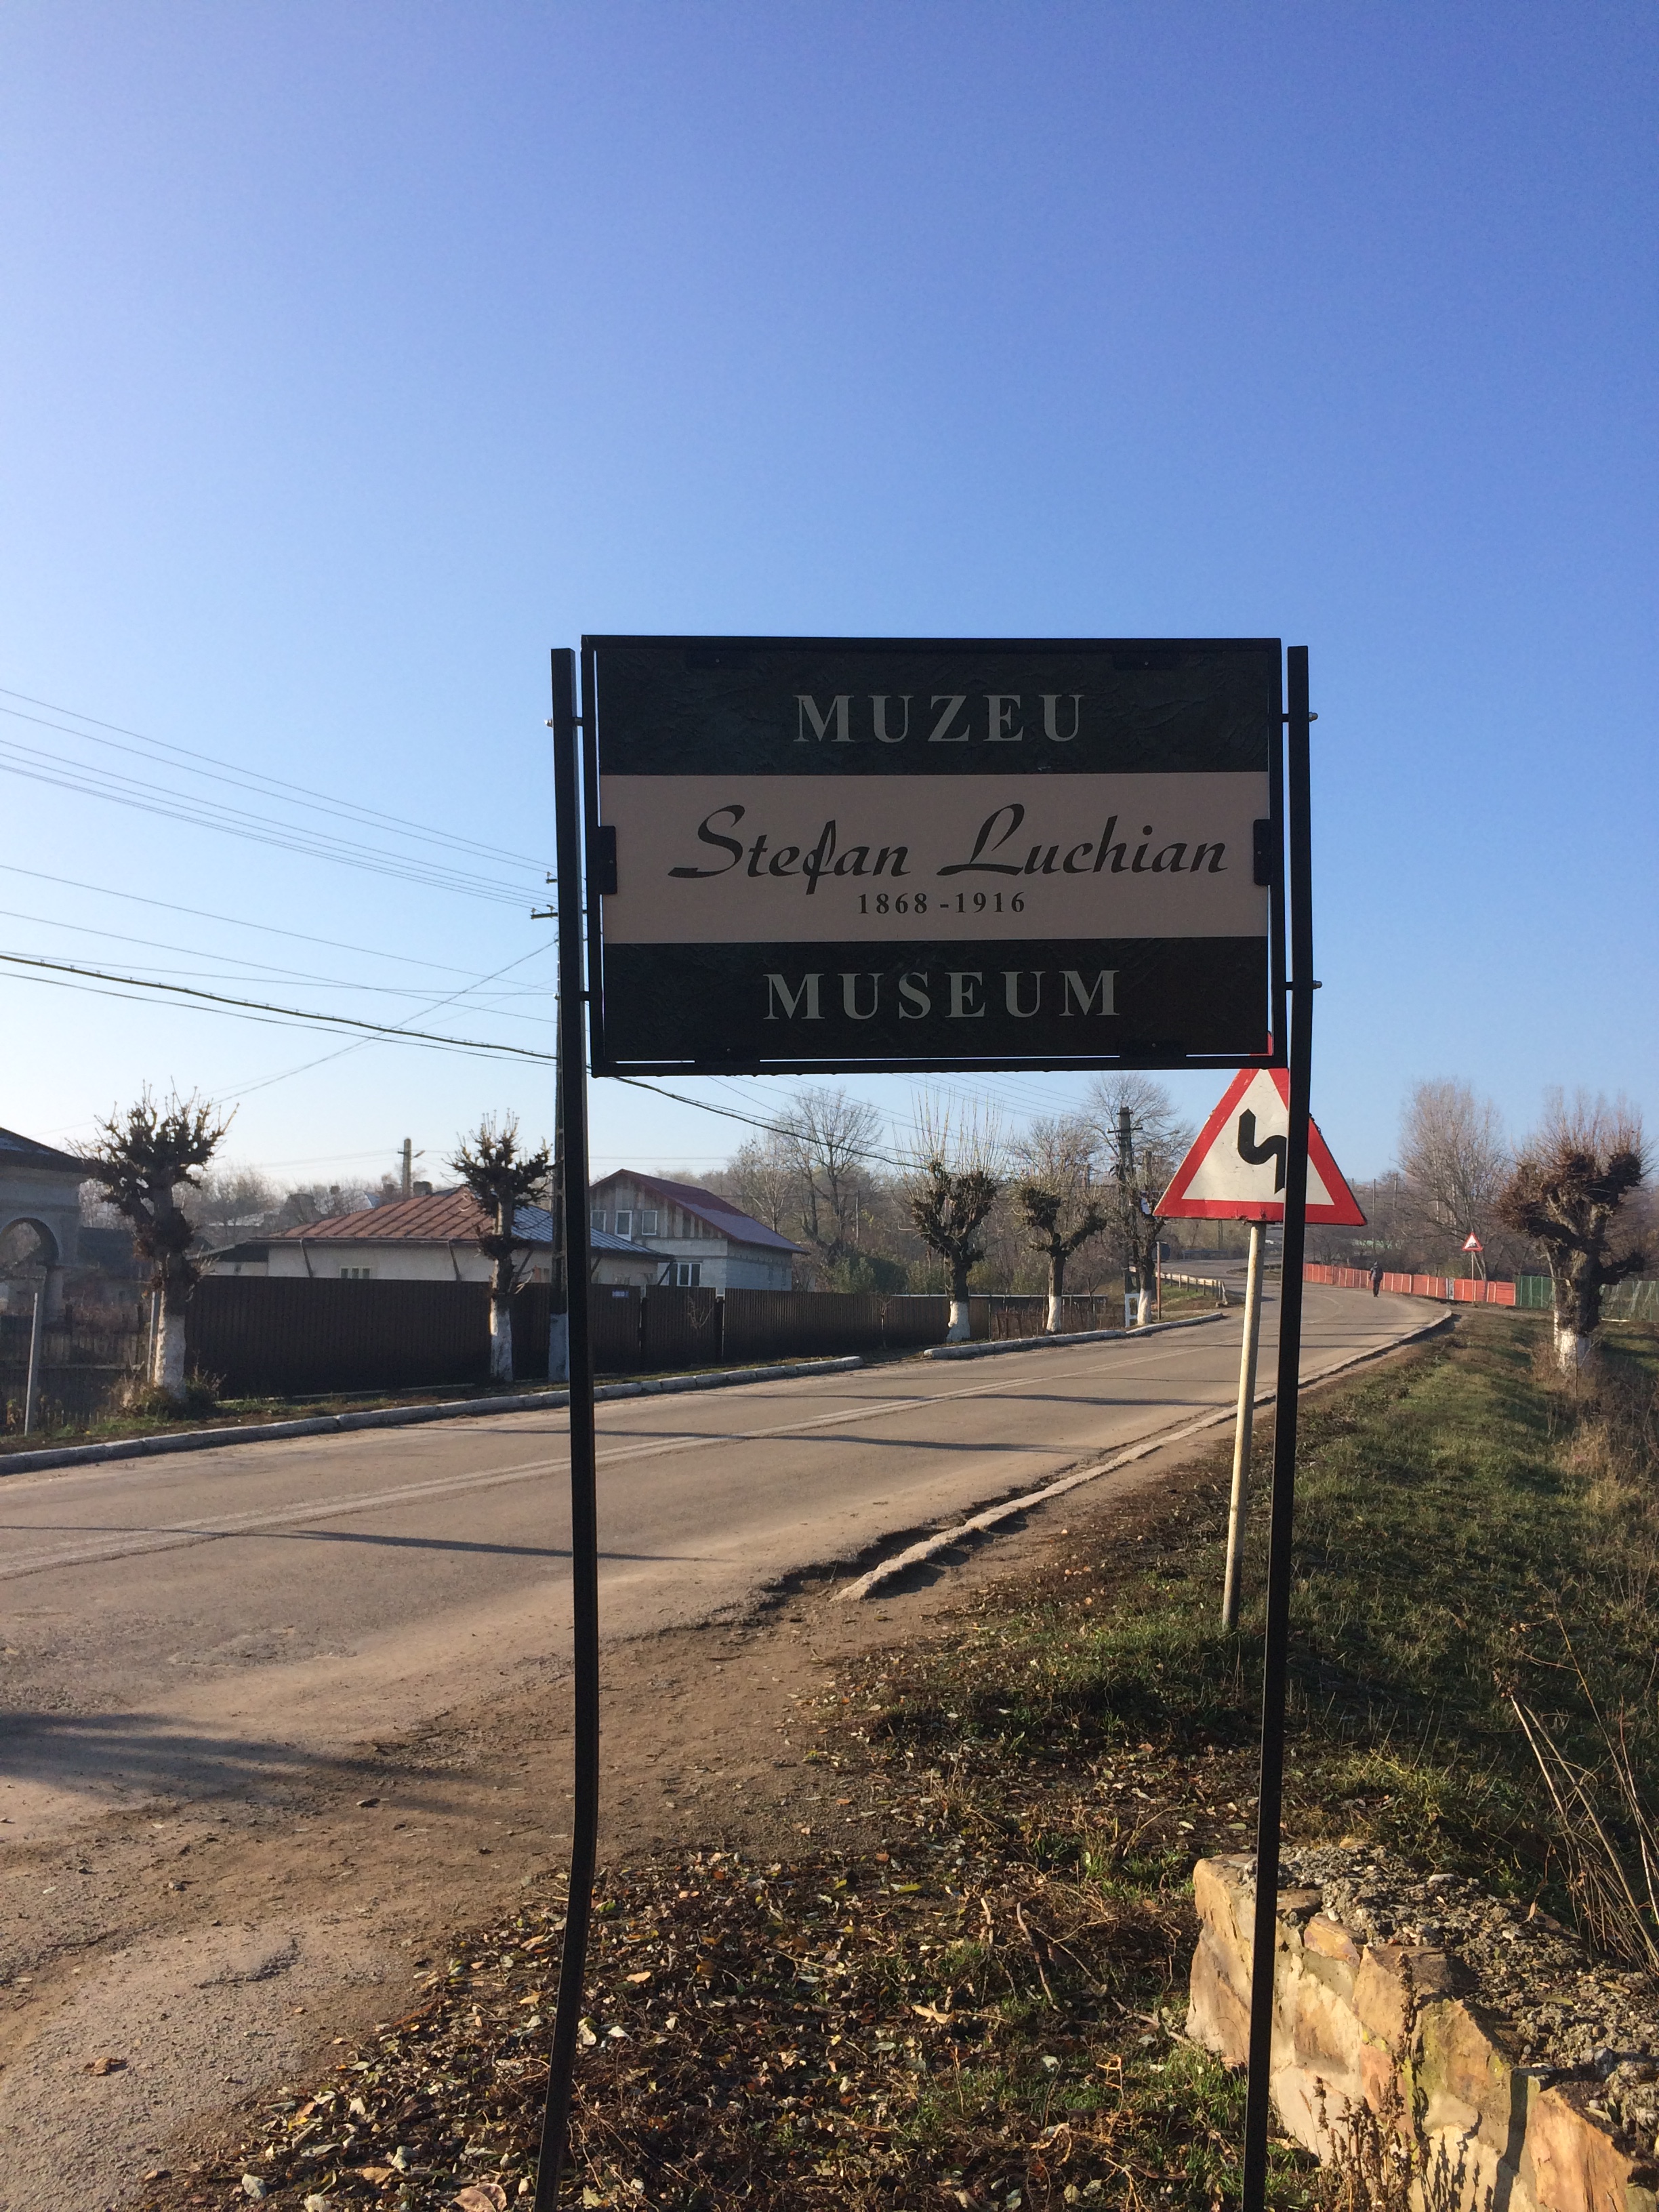 MUZEU
Stefan Luchian
1868 - 1916
MUSEUM